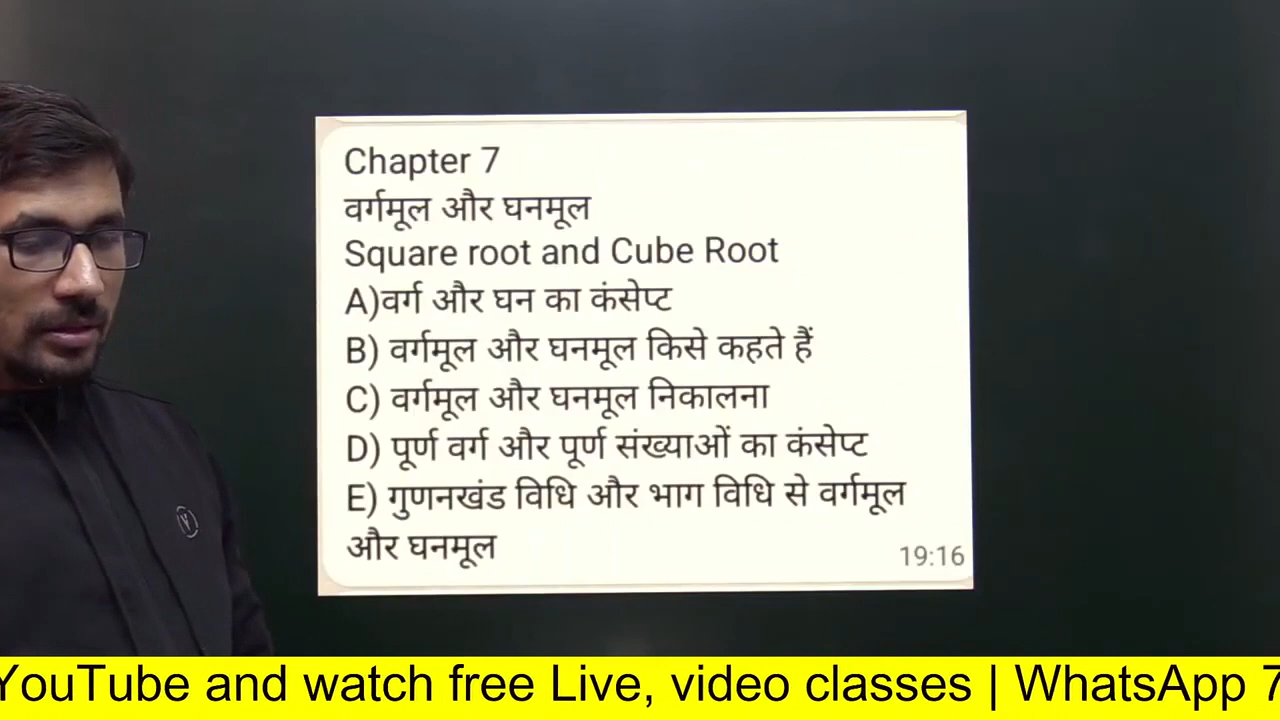 Chapter 7
वर्गमूल और घनमूल
Square root and Cube Root
A)वर्ग और घन का कंसेप्ट
B) वर्गमूल और घनमूल किसे कहते हैं
C) वर्गमूल और घनमूल निकालना
D) पूर्ण वर्ग और पूर्ण संख्याओं का कंसेप्ट
E) गुणनखंड विधि और भाग विधि से वर्गमूल
और घनमूल
19:16
YouTube and watch free Live, video classes | WhatsApp 7